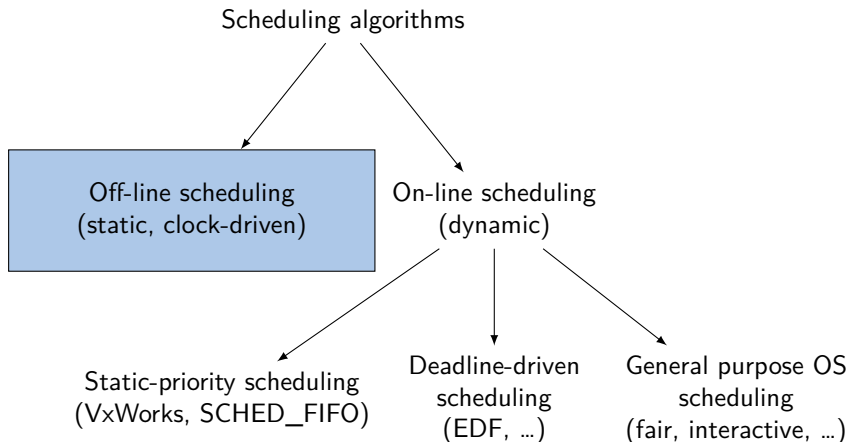 Scheduling algorithms
Off-line scheduling
(static, clock-driven)
On-line scheduling
(dynamic)
Static-priority scheduling
(VxWorks, SCHED_FIFO)
Deadline-driven
scheduling
(EDF, ...)
General purpose OS
scheduling
(fair, interactive, ...)